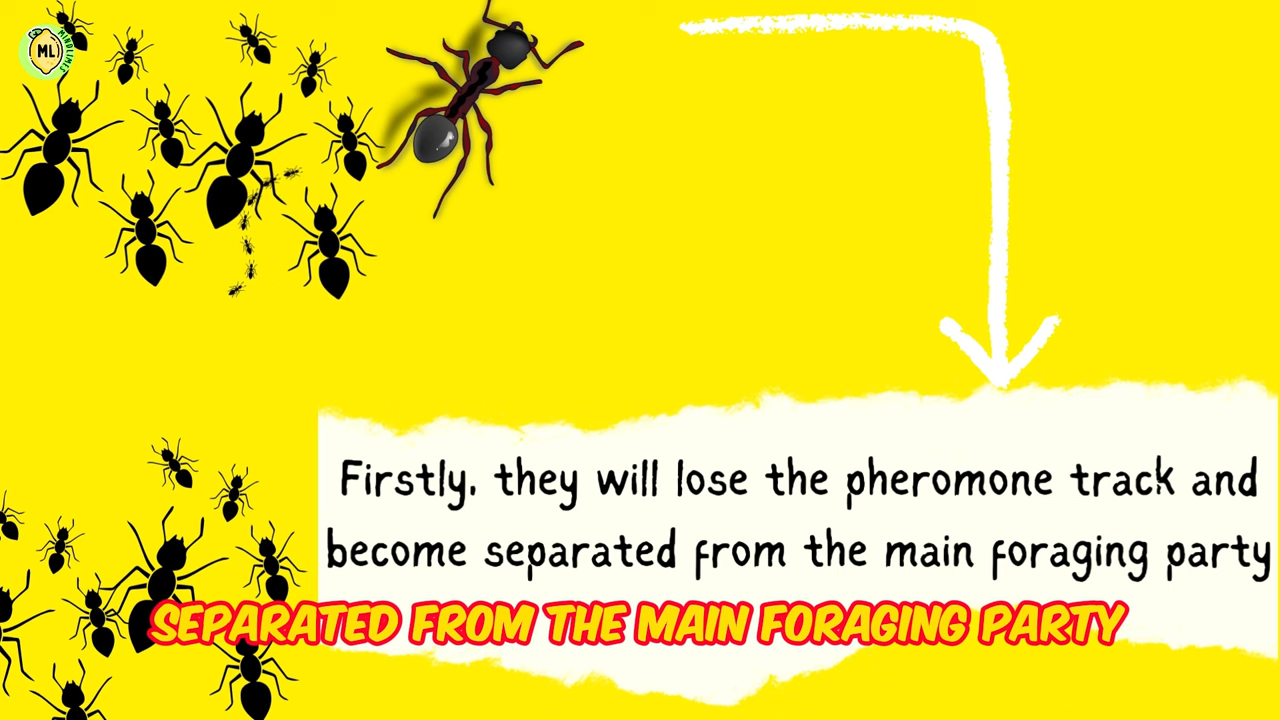 ML
MINDLIMES
Firstly, they will lose the pheromone track and
become separated from the main foraging party
SEPARATED FROM THE MAIN FORAGING PARTY